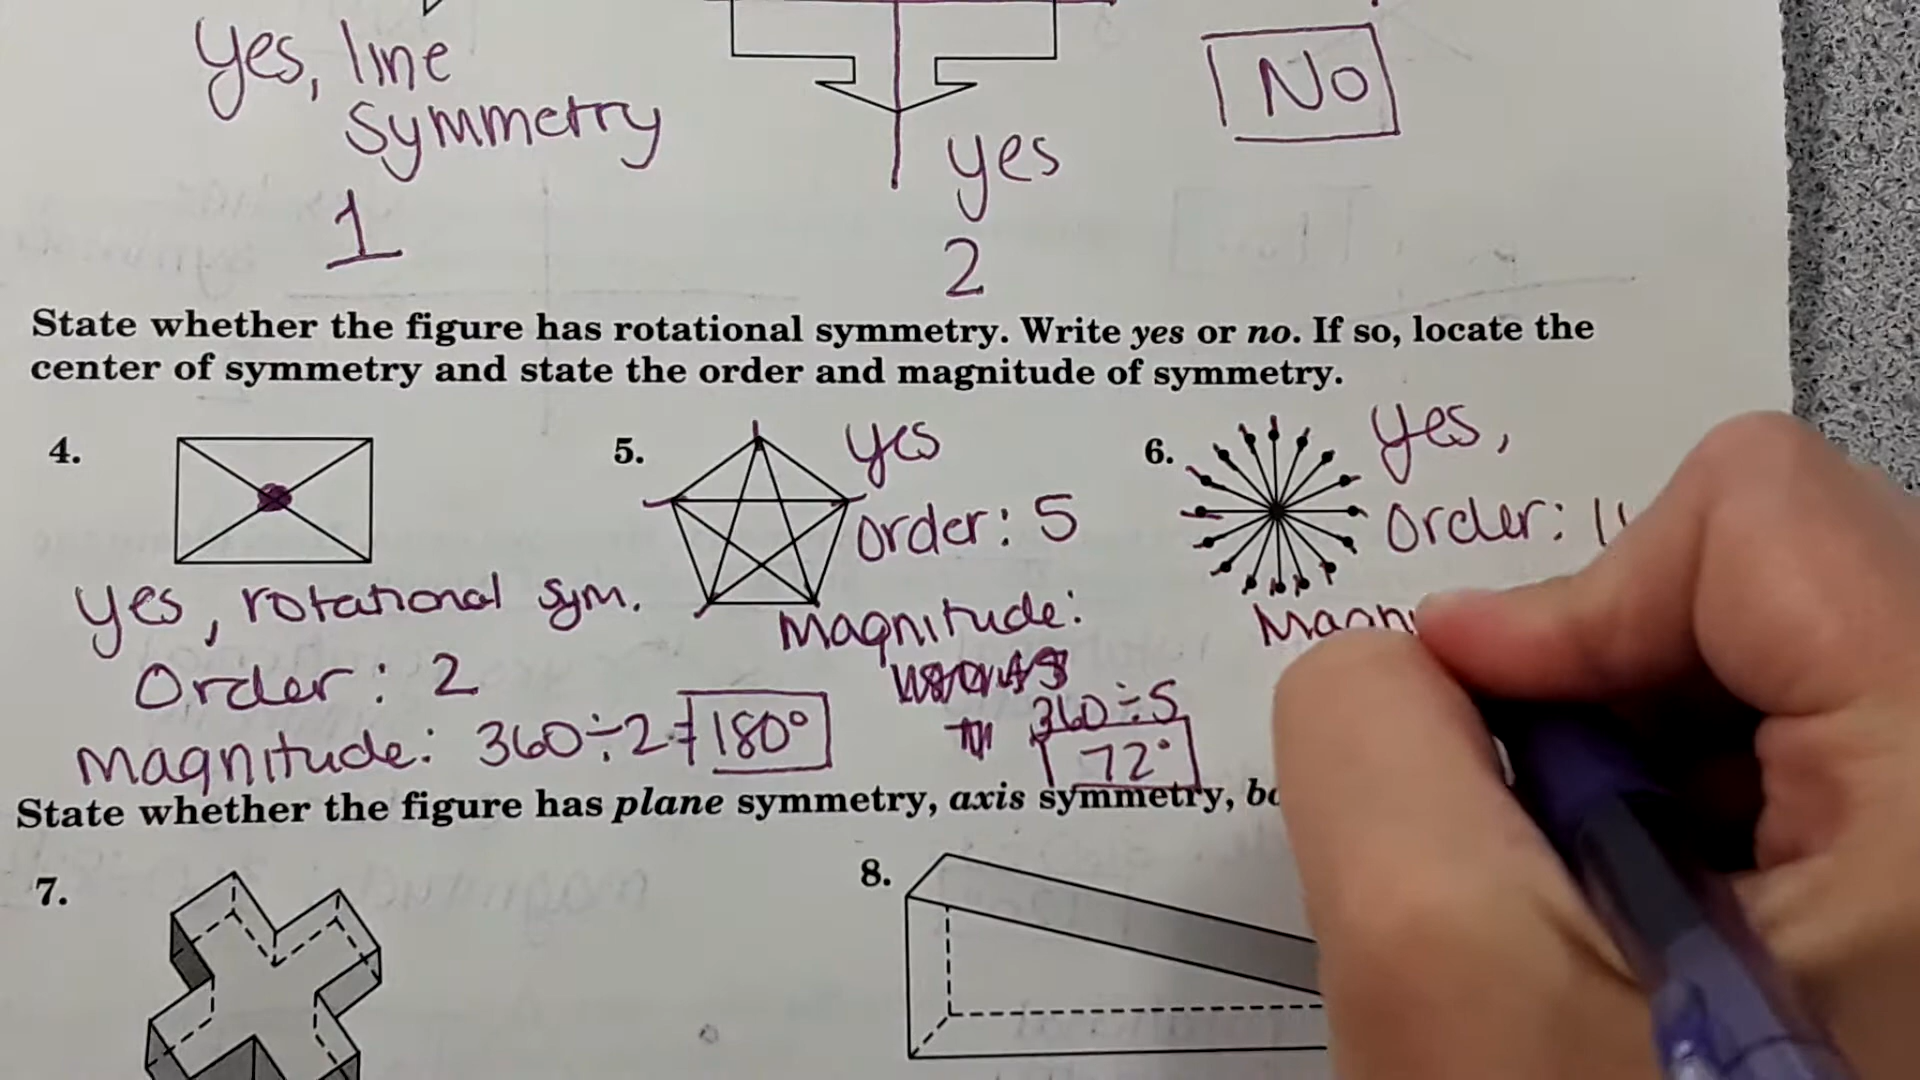 yes, line
symmetry
1
yes
2
No
State whether the figure has rotational symmetry. Write yes or no. If so, locate the
center of symmetry and state the order and magnitude of symmetry.
4.
yes, rotational sym.
Order: 2
Magnitude: 360÷2=180°
5.
yes
Order: 5
Magnitude:
360÷5
72°
6.
yes,
Order:
State whether the figure has plane symmetry, axis symmetry,
7.
8.